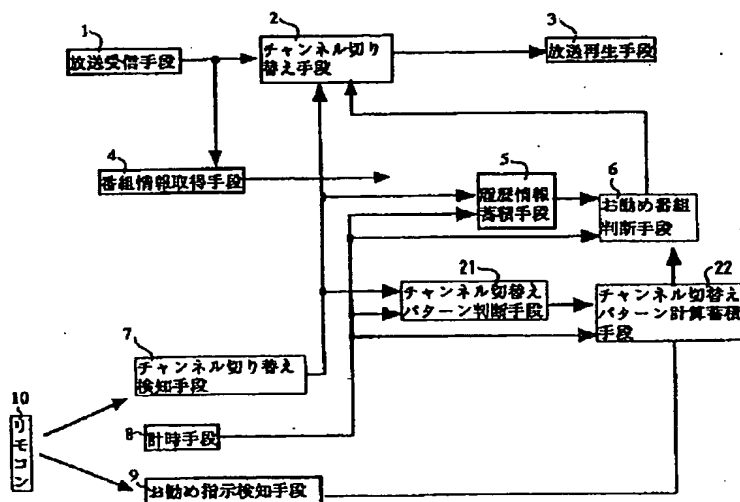 1
放送受信手段
2
チャンネル切り
替え手段
3
放送再生手段
4
番組情報取得手段
5
履歴情報
蓄積手段
6
お勧め番組
判断手段
21
チャンネル切替え
パターン判断手段
22
チャンネル切替え
パターン計算蓄積
手段
7
チャンネル切り替え
検知手段
8
計時手段
9
お勧め指示検知手段
10
リモコン